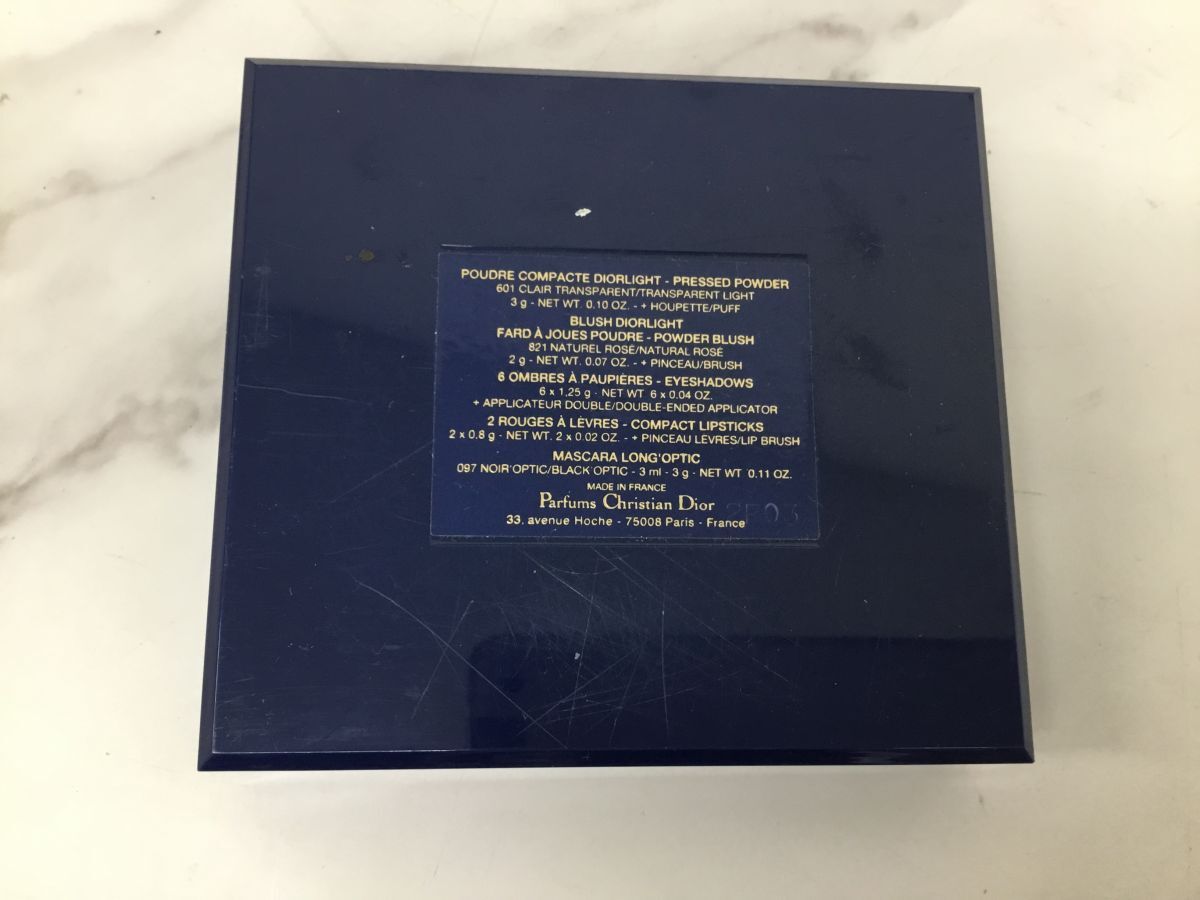 POUDRE COMPACTE DIORLIGHT - PRESSED POWDER
601 CLAIR TRANSPARENT/TRANSPARENT LIGHT
3 g - NET WT. 0.10 OZ. - + HOUPETTE/PUFF
BLUSH DIORLIGHT
FARD À JOUES POUDRE - POWDER BLUSH
821 NATUREL ROSÉ/NATURAL ROSÉ
2 g - NET WT. 0.07 OZ. - + PINCEAU/BRUSH
6 OMBRES À PAUPIÈRES - EYESHADOWS
6 x 1.25 g - NET WT 6 x 0.04 OZ.
+ APPLICATEUR DOUBLE/DOUBLE-ENDED APPLICATOR
2 ROUGES À LÈVRES - COMPACT LIPSTICKS
2 x 0.8 g - NET WT. 2 x 0.02 OZ. - + PINCEAU LÈVRES/LIP BRUSH
MASCARA LONG'OPTIC
097 NOIR'OPTIC/BLACK'OPTIC - 3 ml - 3 g - NET WT 0.11 OZ.
MADE IN FRANCE
Parfums Christian Dior
33, avenue Hoche - 75008 Paris - France